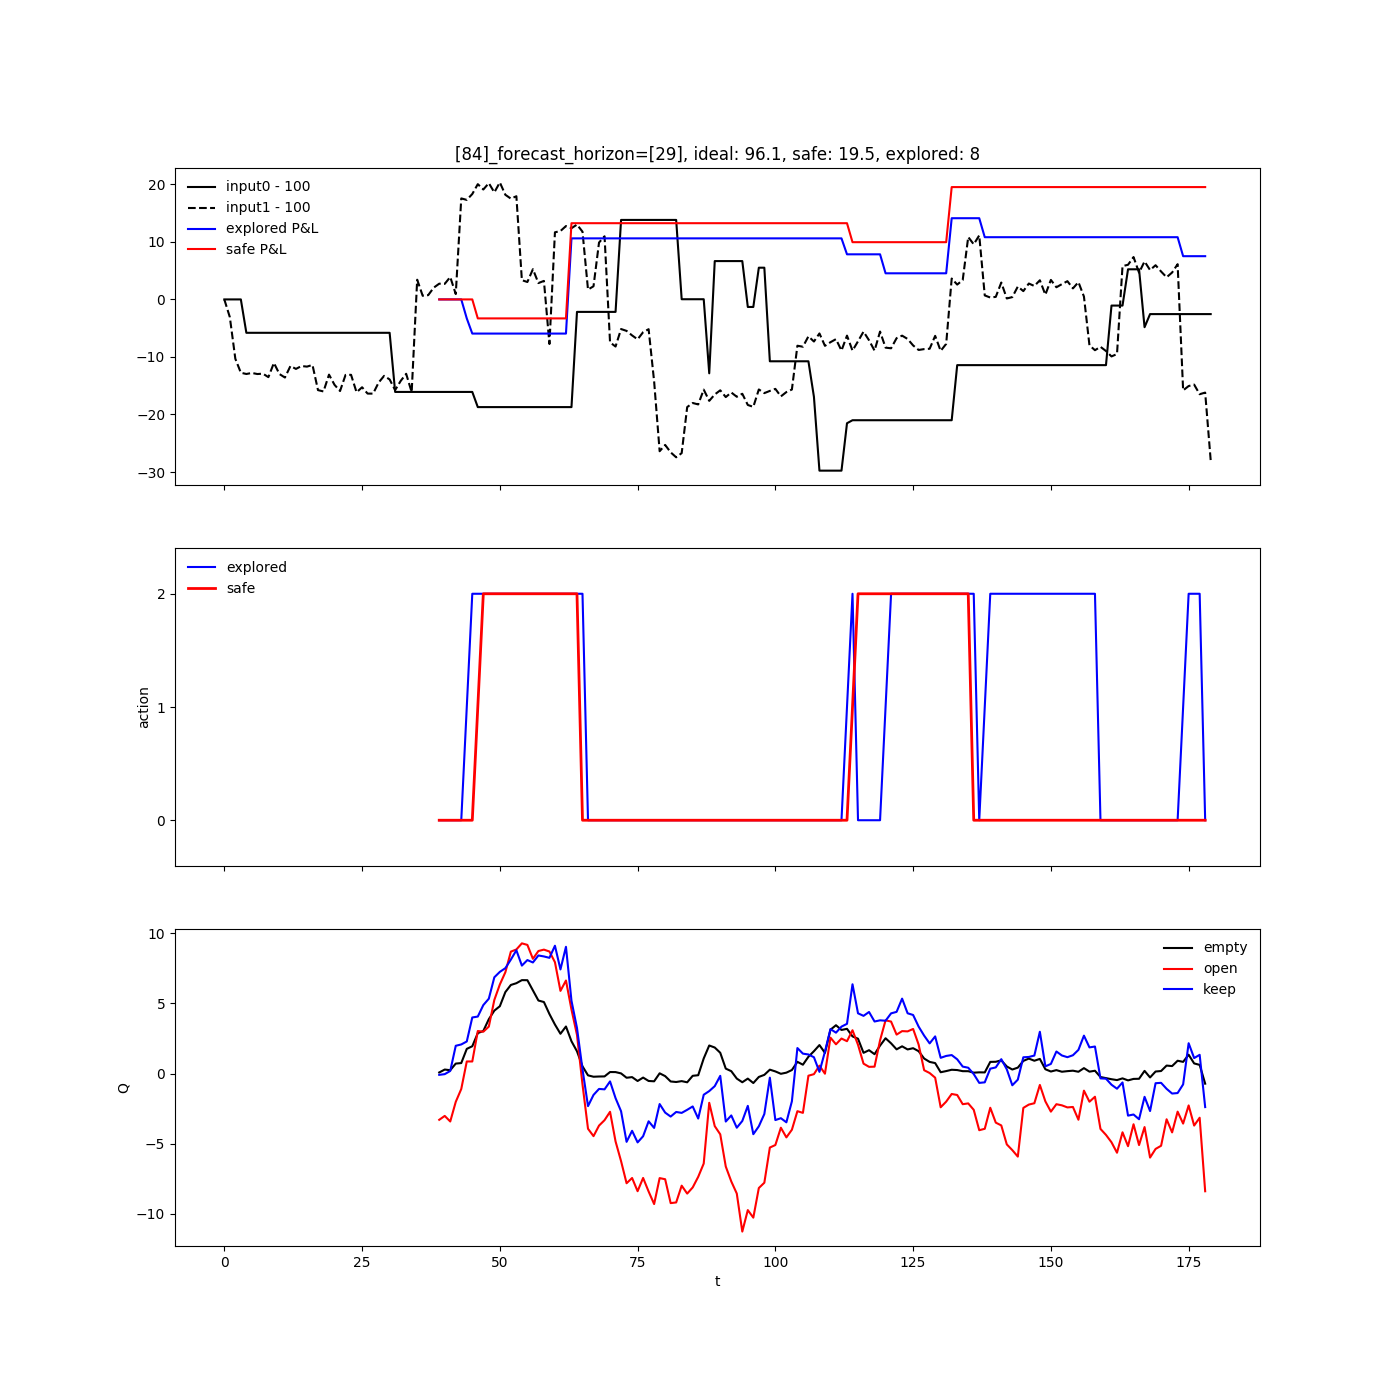 [84]_forecast_horizon=[29], ideal: 96.1, safe: 19.5, explored: 8
input0 - 100
input1 - 100
explored P&L
safe P&L
20
10
0
−10
−20
−30
explored
safe
2
1
0
action
empty
open
keep
10
5
0
−5
−10
Q
0 25 50 75 100 125 150 175
t